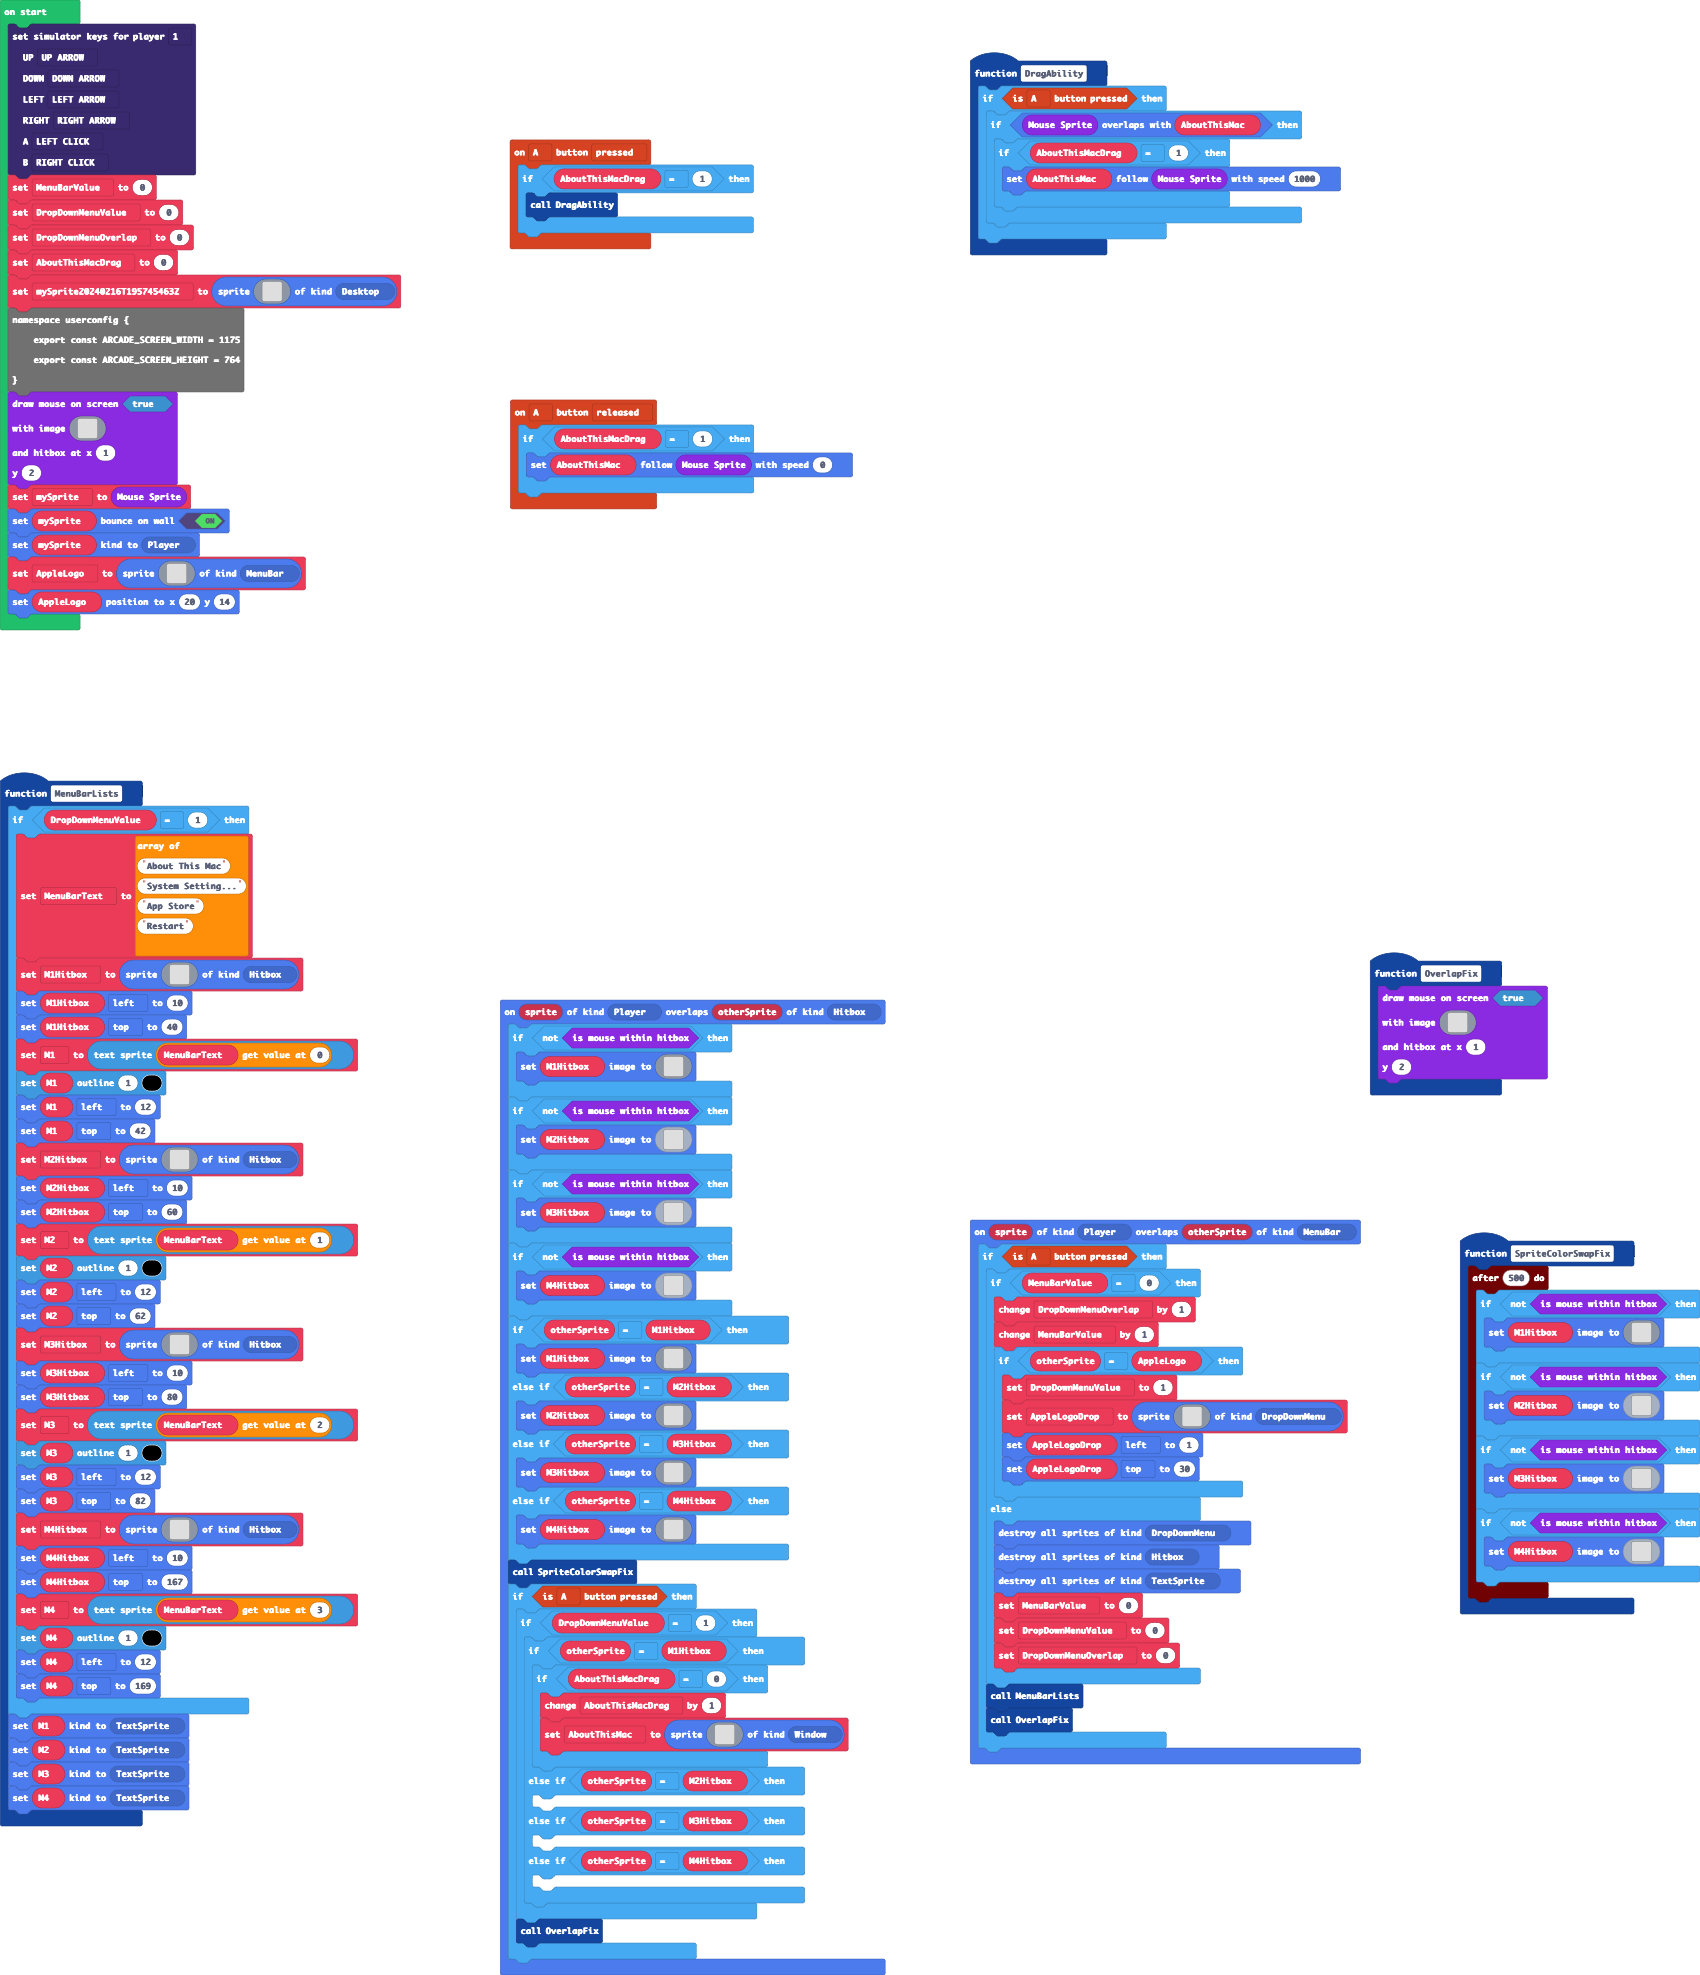 on start
set simulator keys for player 1
UP UP ARROW
DOWN DOWN ARROW
LEFT LEFT ARROW
RIGHT RIGHT ARROW
A LEFT CLICK
B RIGHT CLICK
set MenuBarValue to 0
set DropDownMenuValue to 0
set DropDownMenuOverlap to 0
set AboutThisMacDrag to 0
set mySprite20240216T195745463Z to sprite of kind Desktop
namespace userconfig {
export const ARCADE_SCREEN_WIDTH = 1175
export const ARCADE_SCREEN_HEIGHT = 764
}
draw mouse on screen true
with image
and hitbox at x 1
y 2
set mySprite to Mouse Sprite
set mySprite bounce on wall ON
set mySprite kind to Player
set AppleLogo to sprite of kind MenuBar
set AppleLogo position to x 20 y 14
on A button pressed
if AboutThisMacDrag = 1 then
call DragAbility
on A button released
if AboutThisMacDrag = 1 then
set AboutThisMac follow Mouse Sprite with speed 0
function DragAbility
if is A button pressed then
if Mouse Sprite overlaps with AboutThisMac then
if AboutThisMacDrag = 1 then
set AboutThisMac follow Mouse Sprite with speed 1000
function MenuBarLists
if DropDownMenuValue = 1 then
set MenuBarText to array of
"About This Mac"
"System Setting..."
"App Store"
"Restart"
set M1Hitbox to sprite of kind Hitbox
set M1Hitbox left to 10
set M1Hitbox top to 40
set M1 to text sprite MenuBarText get value at 0
set M1 outline 1
set M1 left to 12
set M1 top to 42
set M2Hitbox to sprite of kind Hitbox
set M2Hitbox left to 10
set M2Hitbox top to 60
set M2 to text sprite MenuBarText get value at 1
set M2 outline 1
set M2 left to 12
set M2 top to 62
set M3Hitbox to sprite of kind Hitbox
set M3Hitbox left to 10
set M3Hitbox top to 80
set M3 to text sprite MenuBarText get value at 2
set M3 outline 1
set M3 left to 12
set M3 top to 82
set M4Hitbox to sprite of kind Hitbox
set M4Hitbox left to 10
set M4Hitbox top to 167
set M4 to text sprite MenuBarText get value at 3
set M4 outline 1
set M4 left to 12
set M4 top to 169
set M1 kind to TextSprite
set M2 kind to TextSprite
set M3 kind to TextSprite
set M4 kind to TextSprite
on sprite of kind Player overlaps otherSprite of kind Hitbox
if not is mouse within hitbox then
set M1Hitbox image to
if not is mouse within hitbox then
set M2Hitbox image to
if not is mouse within hitbox then
set M3Hitbox image to
if not is mouse within hitbox then
set M4Hitbox image to
if otherSprite = M1Hitbox then
set M1Hitbox image to
else if otherSprite = M2Hitbox then
set M2Hitbox image to
else if otherSprite = M3Hitbox then
set M3Hitbox image to
else if otherSprite = M4Hitbox then
set M4Hitbox image to
call SpriteColorSwapFix
if is A button pressed then
if DropDownMenuValue = 1 then
if otherSprite = M1Hitbox then
if AboutThisMacDrag = 0 then
change AboutThisMacDrag by 1
set AboutThisMac to sprite of kind Window
else if otherSprite = M2Hitbox then
else if otherSprite = M3Hitbox then
else if otherSprite = M4Hitbox then
call OverlapFix
function OverlapFix
draw mouse on screen true
with image
and hitbox at x 1
y 2
on sprite of kind Player overlaps otherSprite of kind MenuBar
if is A button pressed then
if MenuBarValue = 0 then
change DropDownMenuOverlap by 1
change MenuBarValue by 1
if otherSprite = AppleLogo then
set DropDownMenuValue to 1
set AppleLogoDrop to sprite of kind DropDownMenu
set AppleLogoDrop left to 1
set AppleLogoDrop top to 30
else
destroy all sprites of kind DropDownMenu
destroy all sprites of kind Hitbox
destroy all sprites of kind TextSprite
set MenuBarValue to 0
set DropDownMenuValue to 0
set DropDownMenuOverlap to 0
call MenuBarLists
call OverlapFix
function SpriteColorSwapFix
after 500 do
if not is mouse within hitbox then
set M1Hitbox image to
if not is mouse within hitbox then
set M2Hitbox image to
if not is mouse within hitbox then
set M3Hitbox image to
if not is mouse within hitbox then
set M4Hitbox image to